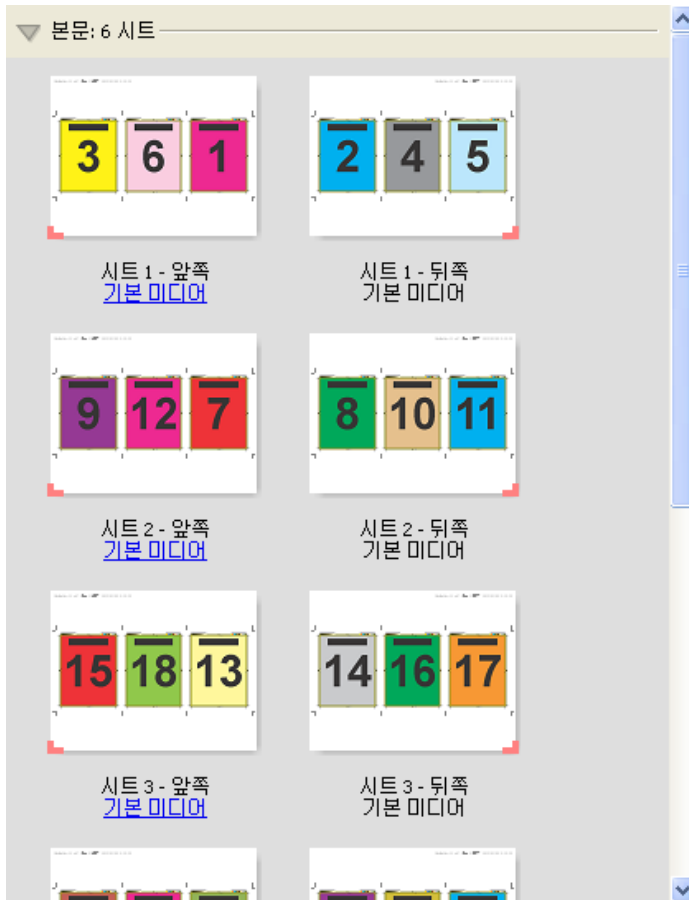 본문: 6 시트
3 6 1
2 4 5
시트 1 - 앞쪽
기본 미디어
시트 1 - 뒤쪽
기본 미디어
9 12 7
8 10 11
시트 2 - 앞쪽
기본 미디어
시트 2 - 뒤쪽
기본 미디어
15 18 13
14 16 17
시트 3 - 앞쪽
기본 미디어
시트 3 - 뒤쪽
기본 미디어